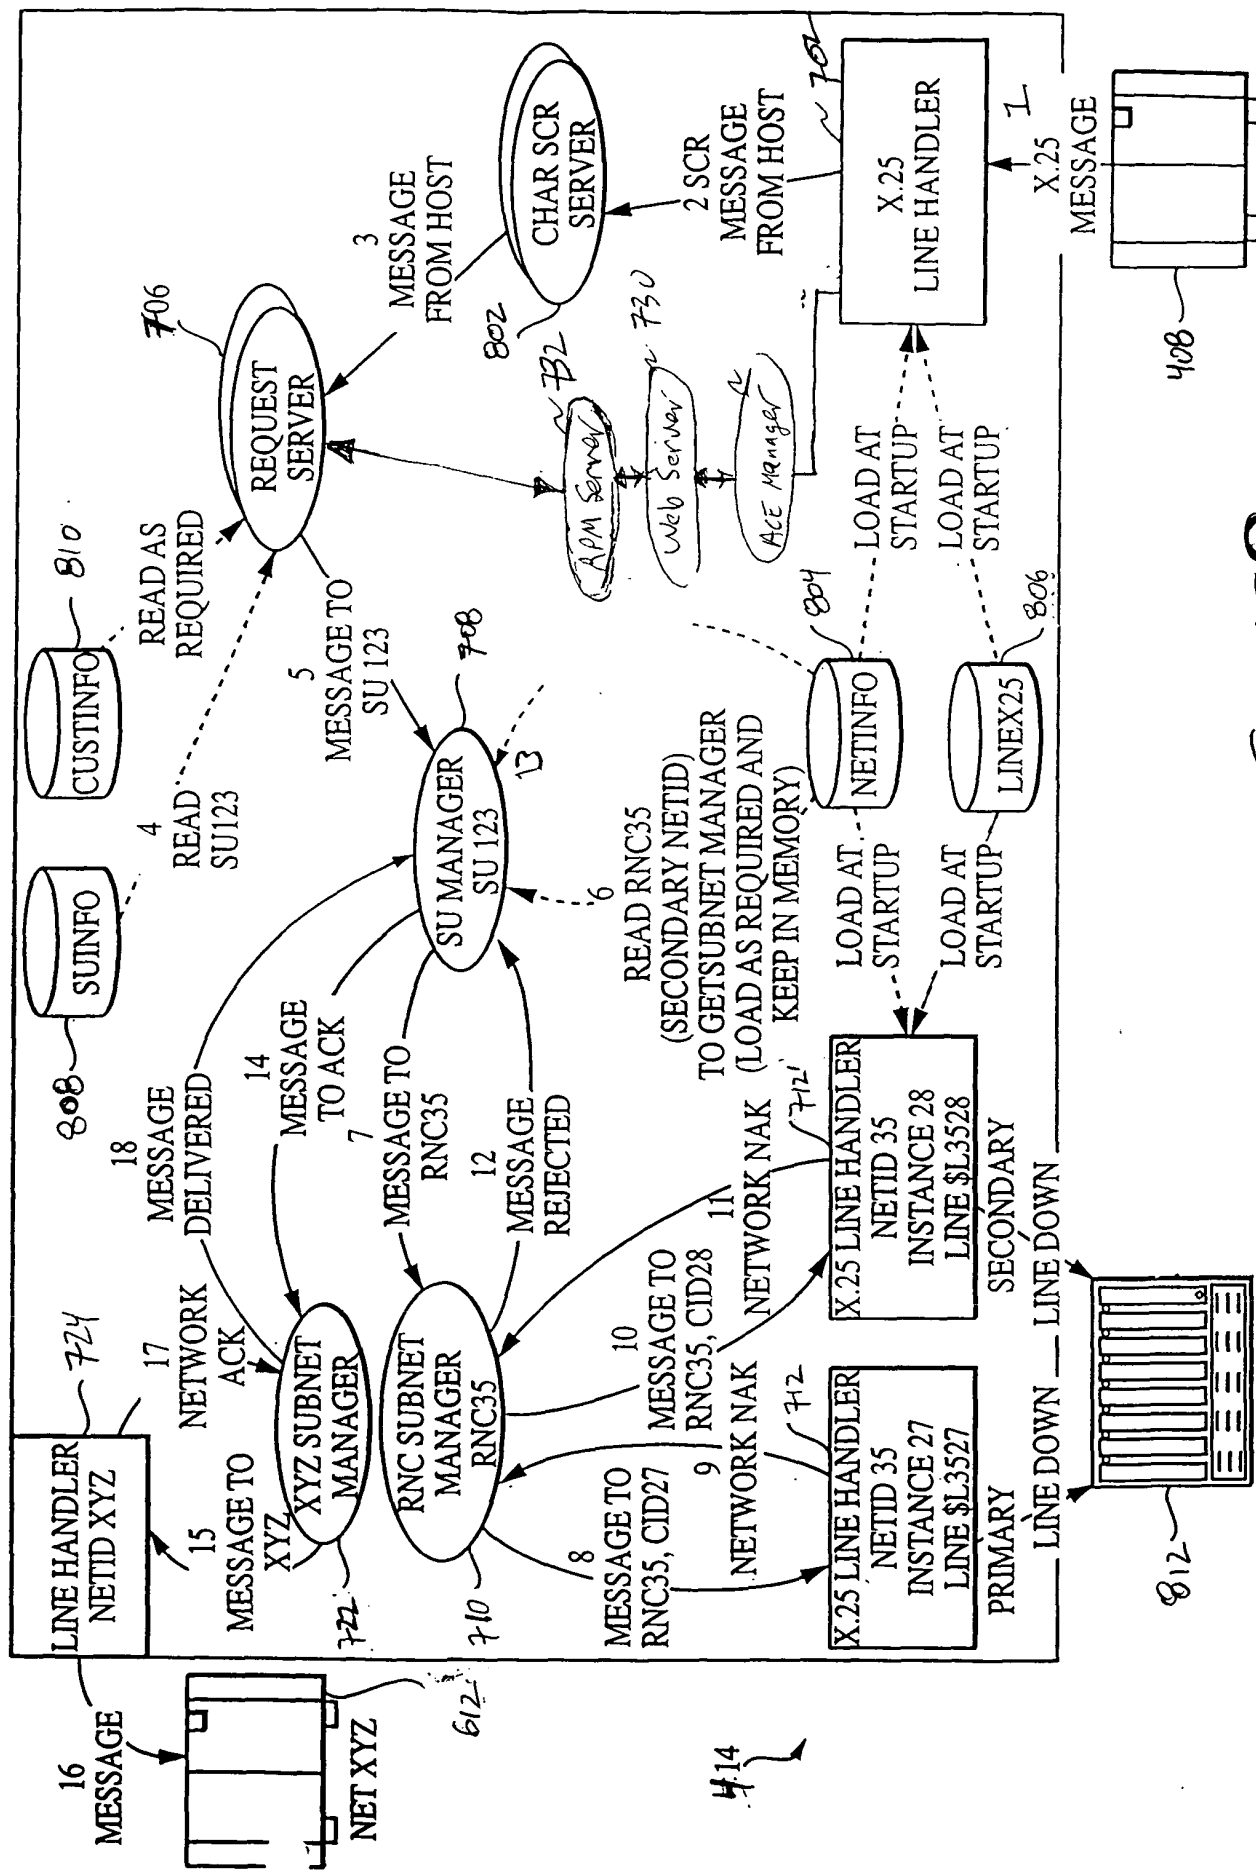 16
MESSAGE
NET XYZ
612
414
LINE HANDLER
NETID XYZ
724
15
MESSAGE TO
XYZ
17
NETWORK
ACK
18
MESSAGE
DELIVERED
XYZ SUBNET
MANAGER
722
RNC SUBNET
MANAGER
RNC35
710
14
MESSAGE
TO ACK
7
MESSAGE TO
RNC35
12
MESSAGE
REJECTED
8
MESSAGE TO
RNC35, CID27
9
NETWORK NAK
10
MESSAGE TO
RNC35, CID28
11
NETWORK NAK
712
X.25 LINE HANDLER
NETID 35
INSTANCE 27
LINE $L3527
PRIMARY
LINE DOWN
712'
X.25 LINE HANDLER
NETID 35
INSTANCE 28
LINE $L3528
SECONDARY
LINE DOWN
812
808
SUINFO
CUSTINFO
810
4
READ
SU123
READ AS
REQUIRED
706
REQUEST
SERVER
5
MESSAGE TO
SU 123
SU MANAGER
SU 123
708
13
6
READ RNC35
(SECONDARY NETID)
TO GETSUBNET MANAGER
(LOAD AS REQUIRED AND
KEEP IN MEMORY)
3
MESSAGE
FROM HOST
CHAR SCR
SERVER
802
2 SCR
MESSAGE
FROM HOST
APM Server
732
Web Server
730
ACE Manager
702
X.25
LINE HANDLER
1
X.25
MESSAGE
408
NETINFO
804
LINEX25
806
LOAD AT
STARTUP
LOAD AT
STARTUP
LOAD AT
STARTUP
LOAD AT
STARTUP